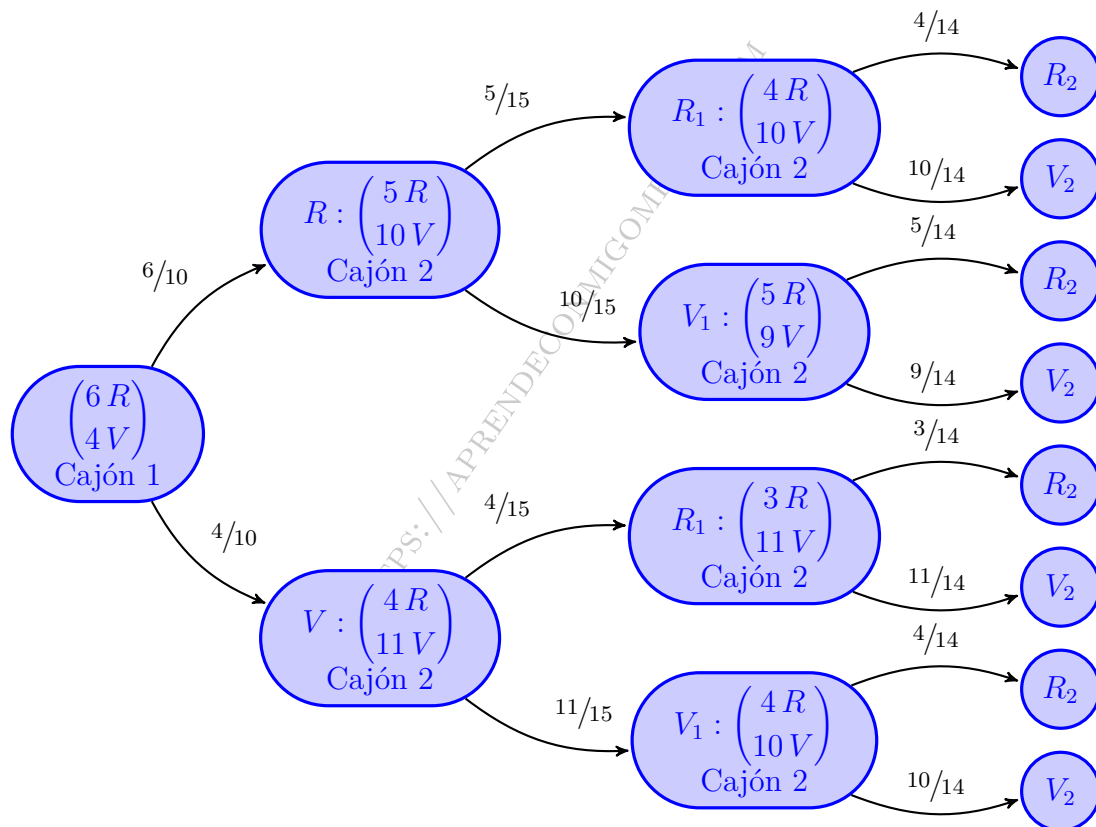 4/14
R₂
5/15
R₁ : (4 R
10 V)
Cajón 2
10/14
V₂
6/10
R : (5 R
10 V)
Cajón 2
5/14
R₂
10/15
V₁ : (5 R
9 V)
Cajón 2
9/14
V₂
(6 R
4 V)
Cajón 1
3/14
R₂
4/10
4/15
R₁ : (3 R
11 V)
Cajón 2
11/14
V₂
V : (4 R
11 V)
Cajón 2
4/14
R₂
11/15
V₁ : (4 R
10 V)
Cajón 2
10/14
V₂